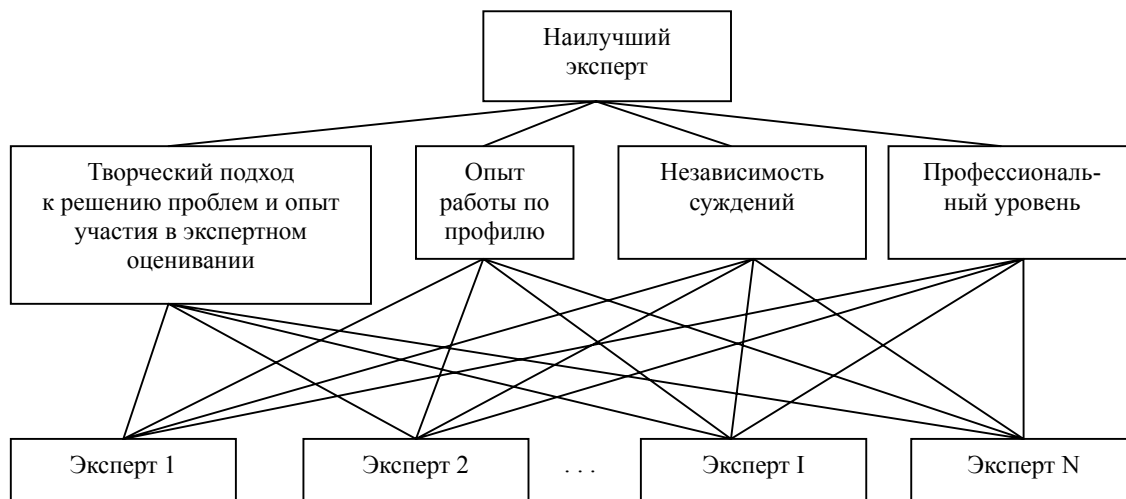 Наилучший
эксперт
Творческий подход
к решению проблем и опыт
участия в экспертном
оценивании
Опыт
работы по
профилю
Независимость
суждений
Профессиональ-
ный уровень
Эксперт 1
Эксперт 2
. . .
Эксперт I
Эксперт N